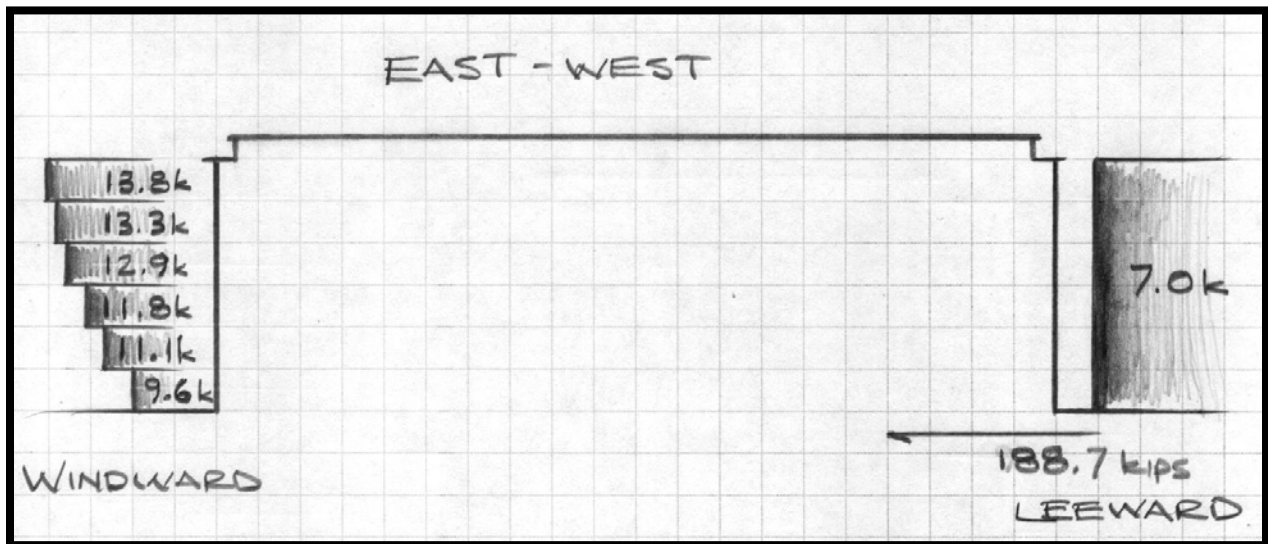 EAST - WEST
13.8k
13.3k
12.9k
11.8k
11.1k
9.6k
7.0k
188.7 kips
WINDWARD
LEEWARD